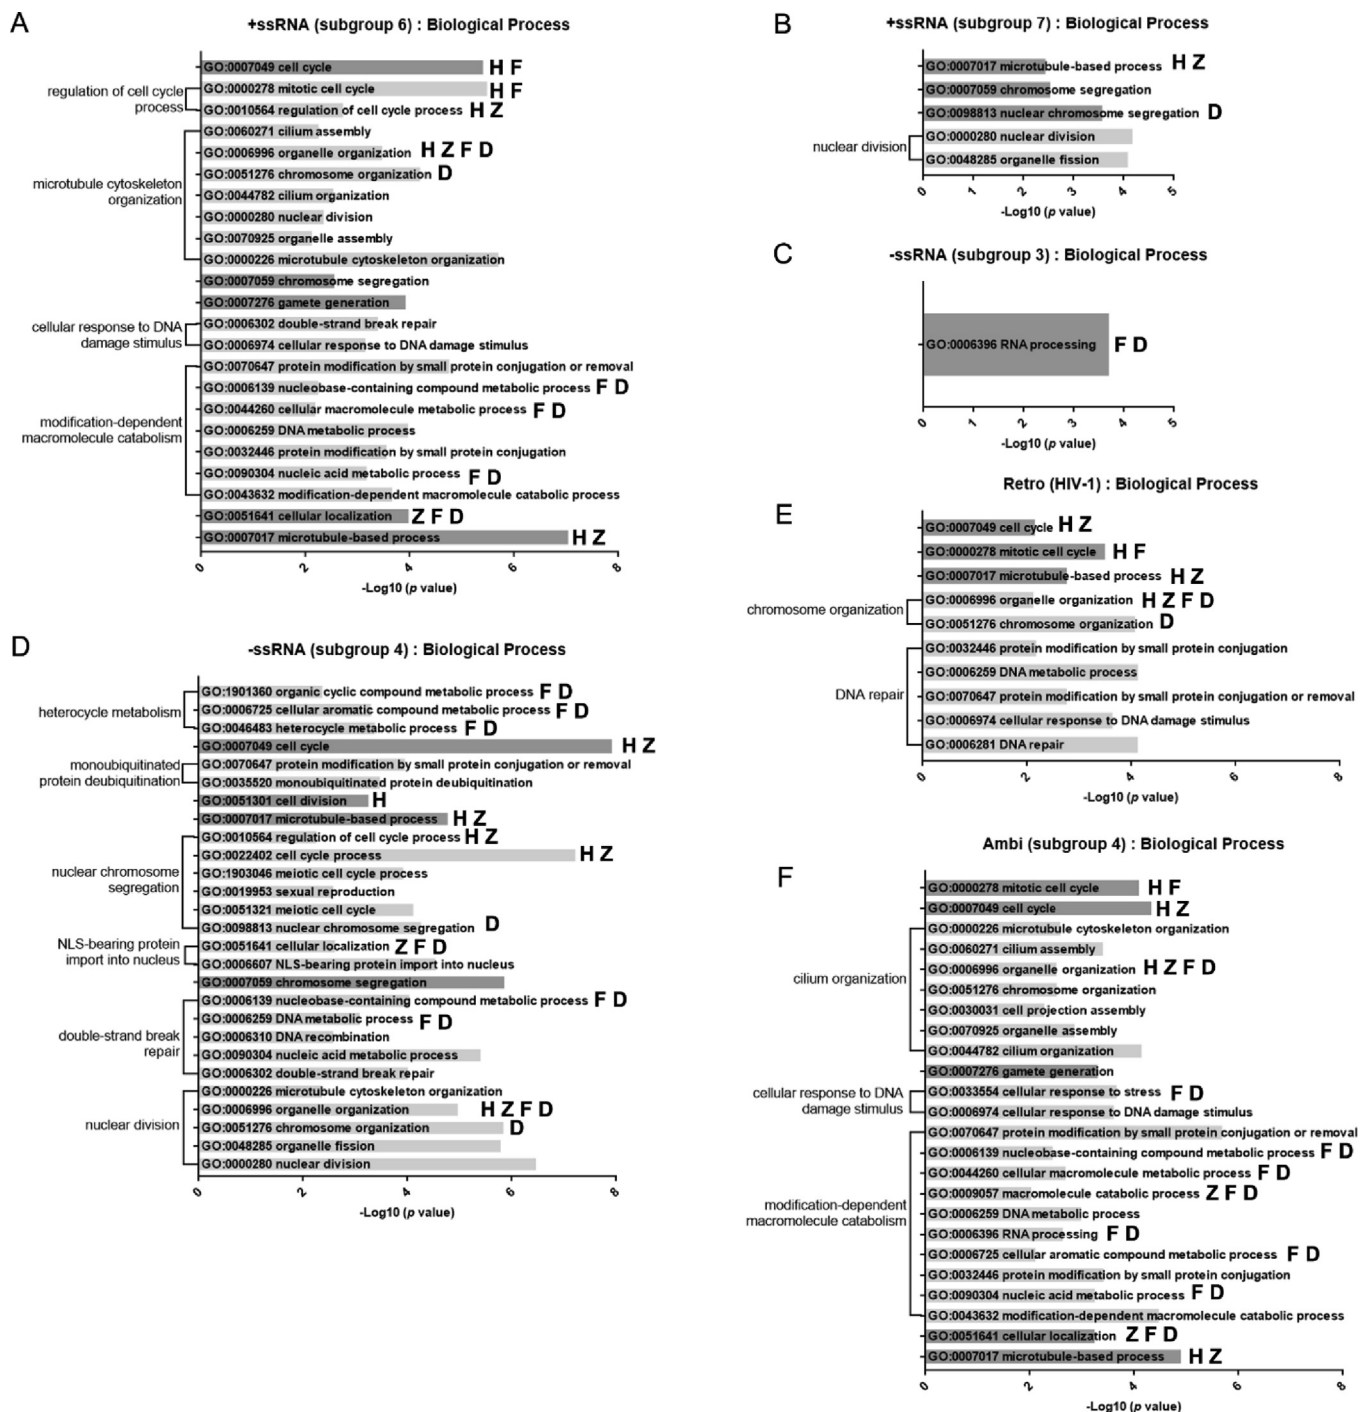 A
+ssRNA (subgroup 6) : Biological Process
GO:0007049 cell cycle H F
regulation of cell cycle
process
GO:0000278 mitotic cell cycle H F
GO:0010564 regulation of cell cycle process H Z
microtubule cytoskeleton
organization
GO:0060271 cilium assembly
GO:0006996 organelle organization H Z F D
GO:0051276 chromosome organization D
GO:0044782 cilium organization
GO:0000280 nuclear division
GO:0070925 organelle assembly
GO:0000226 microtubule cytoskeleton organization
GO:0007059 chromosome segregation
GO:0007276 gamete generation
cellular response to DNA
damage stimulus
GO:0006302 double-strand break repair
GO:0006974 cellular response to DNA damage stimulus
modification-dependent
macromolecule catabolism
GO:0070647 protein modification by small protein conjugation or removal
GO:0006139 nucleobase-containing compound metabolic process F D
GO:0044260 cellular macromolecule metabolic process F D
GO:0006259 DNA metabolic process
GO:0032446 protein modification by small protein conjugation
GO:0090304 nucleic acid metabolic process F D
GO:0043632 modification-dependent macromolecule catabolic process
GO:0051641 cellular localization Z F D
GO:0007017 microtubule-based process H Z
0 2 4 6 8
-Log10 (p value)
B
+ssRNA (subgroup 7) : Biological Process
GO:0007017 microtubule-based process H Z
GO:0007059 chromosome segregation
GO:0098813 nuclear chromosome segregation D
nuclear division
GO:0000280 nuclear division
GO:0048285 organelle fission
0 1 2 3 4 5
-Log10 (p value)
C
-ssRNA (subgroup 3) : Biological Process
GO:0006396 RNA processing F D
0 1 2 3 4 5
-Log10 (p value)
D
-ssRNA (subgroup 4) : Biological Process
heterocycle metabolism
GO:1901360 organic cyclic compound metabolic process F D
GO:0006725 cellular aromatic compound metabolic process F D
GO:0046483 heterocycle metabolic process F D
GO:0007049 cell cycle H Z
monoubiquitinated
protein deubiquitination
GO:0070647 protein modification by small protein conjugation or removal
GO:0035520 monoubiquitinated protein deubiquitination
GO:0051301 cell division H
GO:0007017 microtubule-based process H Z
nuclear chromosome
segregation
GO:0010564 regulation of cell cycle process H Z
GO:0022402 cell cycle process H Z
GO:1903046 meiotic cell cycle process
GO:0019953 sexual reproduction
GO:0051321 meiotic cell cycle
GO:0098813 nuclear chromosome segregation D
NLS-bearing protein
import into nucleus
GO:0051641 cellular localization Z F D
GO:0006607 NLS-bearing protein import into nucleus
GO:0007059 chromosome segregation
double-strand break
repair
GO:0006139 nucleobase-containing compound metabolic process F D
GO:0006259 DNA metabolic process F D
GO:0006310 DNA recombination
GO:0090304 nucleic acid metabolic process
GO:0006302 double-strand break repair
nuclear division
GO:0000226 microtubule cytoskeleton organization
GO:0006996 organelle organization H Z F D
GO:0051276 chromosome organization D
GO:0048285 organelle fission
GO:0000280 nuclear division
0 2 4 6 8
-Log10 (p value)
E
Retro (HIV-1) : Biological Process
GO:0007049 cell cycle H Z
GO:0000278 mitotic cell cycle H F
GO:0007017 microtubule-based process H Z
chromosome organization
GO:0006996 organelle organization H Z F D
GO:0051276 chromosome organization D
DNA repair
GO:0032446 protein modification by small protein conjugation
GO:0006259 DNA metabolic process
GO:0070647 protein modification by small protein conjugation or removal
GO:0006974 cellular response to DNA damage stimulus
GO:0006281 DNA repair
0 2 4 6 8
-Log10 (p value)
F
Ambi (subgroup 4) : Biological Process
GO:0000278 mitotic cell cycle H F
GO:0007049 cell cycle H Z
cilium organization
GO:0000226 microtubule cytoskeleton organization
GO:0060271 cilium assembly
GO:0006996 organelle organization H Z F D
GO:0051276 chromosome organization
GO:0030031 cell projection assembly
GO:0070925 organelle assembly
GO:0044782 cilium organization
GO:0007276 gamete generation
cellular response to DNA
damage stimulus
GO:0033554 cellular response to stress F D
GO:0006974 cellular response to DNA damage stimulus
modification-dependent
macromolecule catabolism
GO:0070647 protein modification by small protein conjugation or removal
GO:0006139 nucleobase-containing compound metabolic process F D
GO:0044260 cellular macromolecule metabolic process F D
GO:0009057 macromolecule catabolic process Z F D
GO:0006259 DNA metabolic process
GO:0006396 RNA processing F D
GO:0006725 cellular aromatic compound metabolic process F D
GO:0032446 protein modification by small protein conjugation
GO:0090304 nucleic acid metabolic process F D
GO:0043632 modification-dependent macromolecule catabolic process
GO:0051641 cellular localization Z F D
GO:0007017 microtubule-based process H Z
0 2 4 6 8
-Log10 (p value)